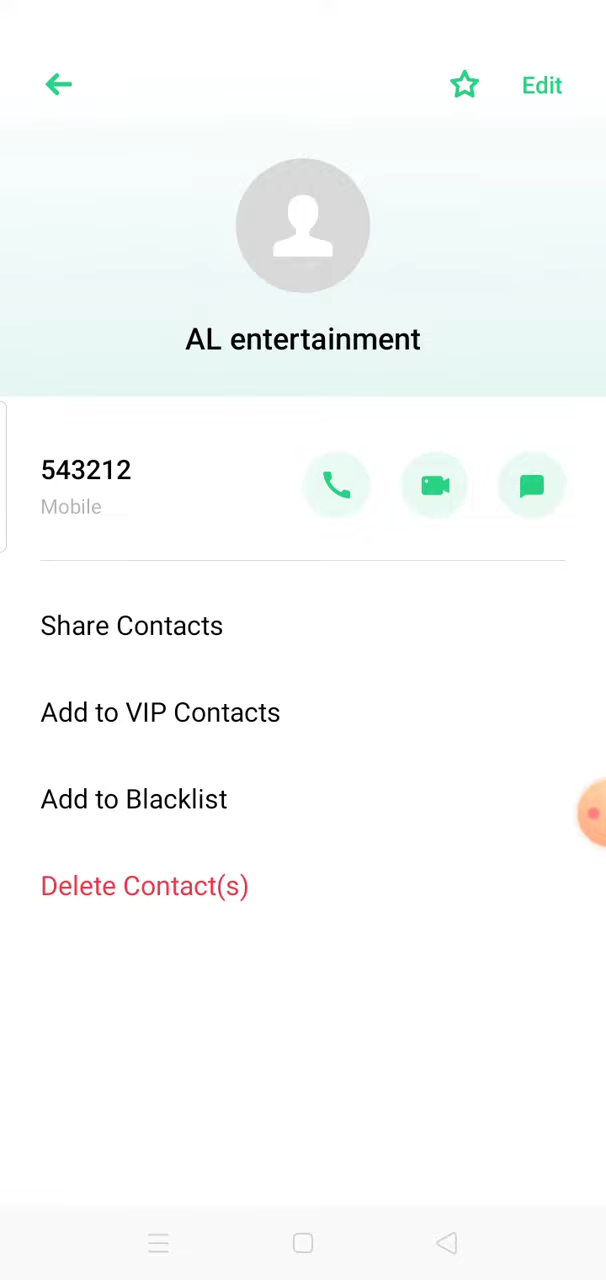 Edit
AL entertainment
543212
Mobile
Share Contacts
Add to VIP Contacts
Add to Blacklist
Delete Contact(s)